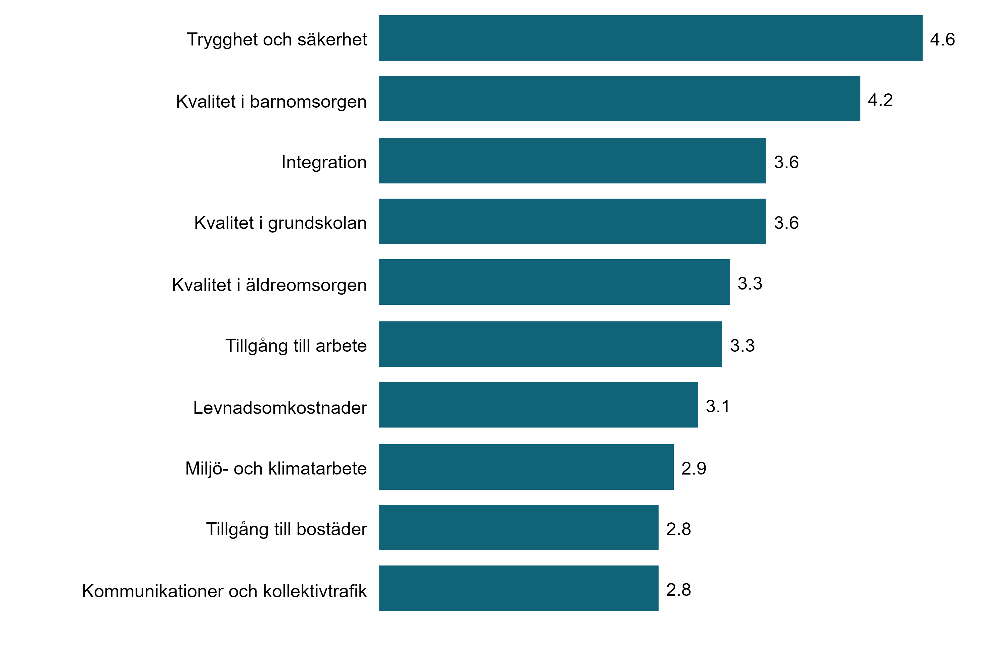 Trygghet och säkerhet 4.6
Kvalitet i barnomsorgen 4.2
Integration 3.6
Kvalitet i grundskolan 3.6
Kvalitet i äldreomsorgen 3.3
Tillgång till arbete 3.3
Levnadsomkostnader 3.1
Miljö- och klimatarbete 2.9
Tillgång till bostäder 2.8
Kommunikationer och kollektivtrafik 2.8